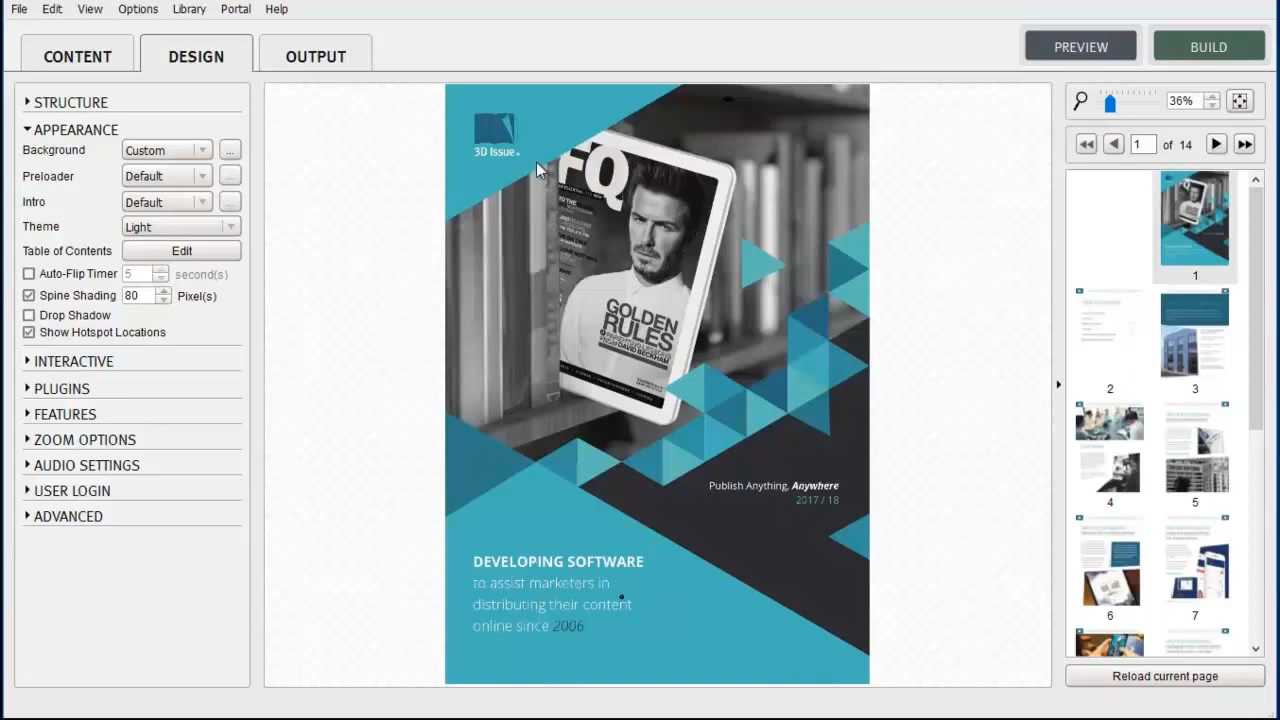 File Edit View Options Library Portal Help
CONTENT DESIGN OUTPUT PREVIEW BUILD
STRUCTURE
APPEARANCE
Background Custom ...
Preloader Default ...
Intro Default ...
Theme Light
Table of Contents Edit
Auto-Flip Timer 5 second(s)
Spine Shading 80 Pixel(s)
Drop Shadow
Show Hotspot Locations
INTERACTIVE
PLUGINS
FEATURES
ZOOM OPTIONS
AUDIO SETTINGS
USER LOGIN
ADVANCED
3D Issue.
FQ
GOLDEN
RULES
FROM DAVID BECKHAM
Publish Anything, Anywhere
2017 / 18
DEVELOPING SOFTWARE
to assist marketers in
distributing their content
online since 2006
36%
1 of 14
1
2 3
4 5
6 7
Reload current page